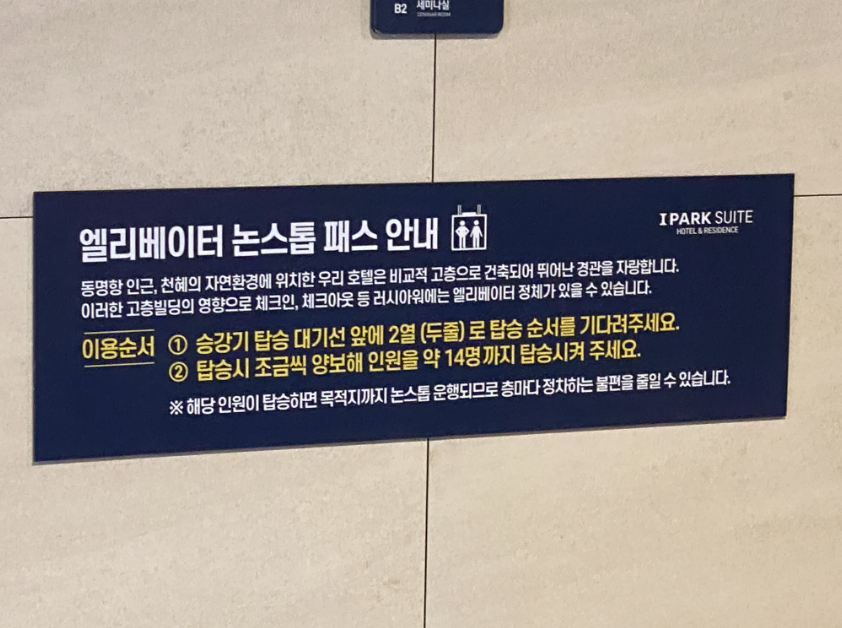 B2 세미나실
SEMINAR ROOM
엘리베이터 논스톱 패스 안내
I PARK SUITE
HOTEL & RESIDENCE
동명항 인근, 천혜의 자연환경에 위치한 우리 호텔은 비교적 고층으로 건축되어 뛰어난 경관을 자랑합니다.
이러한 고층빌딩의 영향으로 체크인, 체크아웃 등 러시아워에는 엘리베이터 정체가 있을 수 있습니다.
이용순서 ① 승강기 탑승 대기선 앞에 2열 (두줄) 로 탑승 순서를 기다려주세요.
② 탑승시 조금씩 양보해 인원을 약 14명까지 탑승시켜 주세요.
※ 해당 인원이 탑승하면 목적지까지 논스톱 운행되므로 층마다 정차하는 불편을 줄일 수 있습니다.